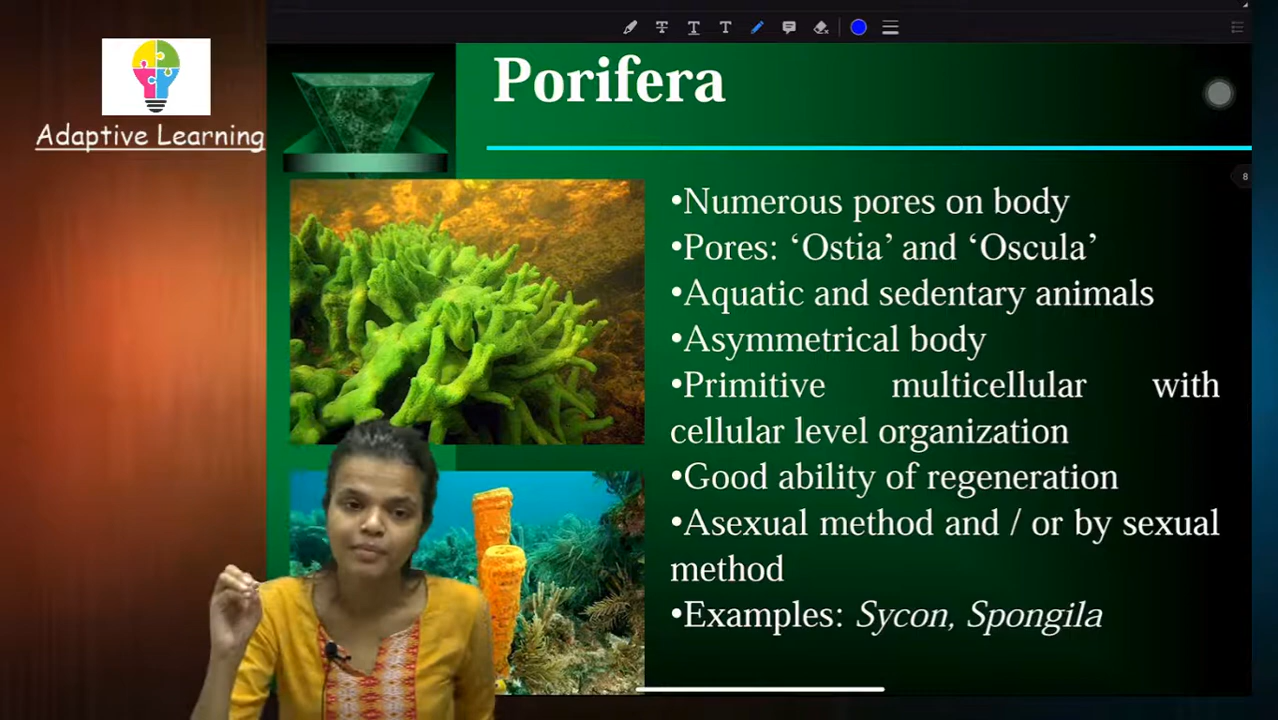 Adaptive Learning
T
T
T
Porifera
8
•Numerous pores on body
•Pores: ‘Ostia’ and ‘Oscula’
•Aquatic and sedentary animals
•Asymmetrical body
•Primitive multicellular with
cellular level organization
•Good ability of regeneration
•Asexual method and / or by sexual
method
•Examples: Sycon, Spongila